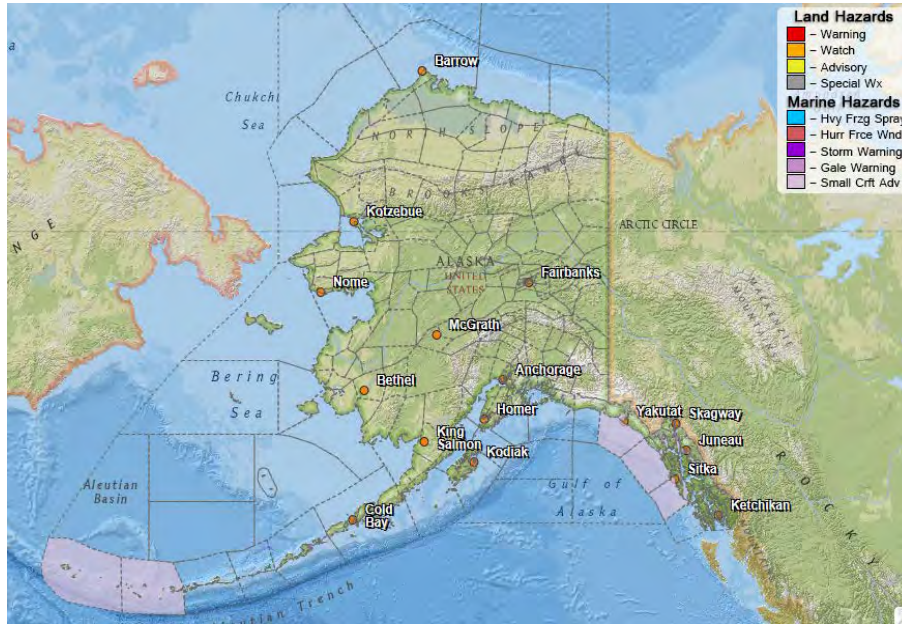 Land Hazards
– Warning
– Watch
– Advisory
– Special Wx
Marine Hazards
– Hvy Frzg Spray
– Hurr Frce Wnd
– Storm Warning
– Gale Warning
– Small Crft Adv
a
Barrow
Chukchi
Sea
NORTH SLOPE
BROOKS RANGE
Kotzebue
ARCTIC CIRCLE
NGE
ALASKA
UNITED
STATES
Fairbanks
Nome
MACKENZIE
MOUNTAINS
McGrath
Bering
Sea
Anchorage
Bethel
Homer
Yakutat
Skagway
King
Salmon
Juneau
Kodiak
Sitka
Aleutian
Basin
Gulf of
Alaska
Cold
Bay
Ketchikan
ROCKY
Aleutian Trench